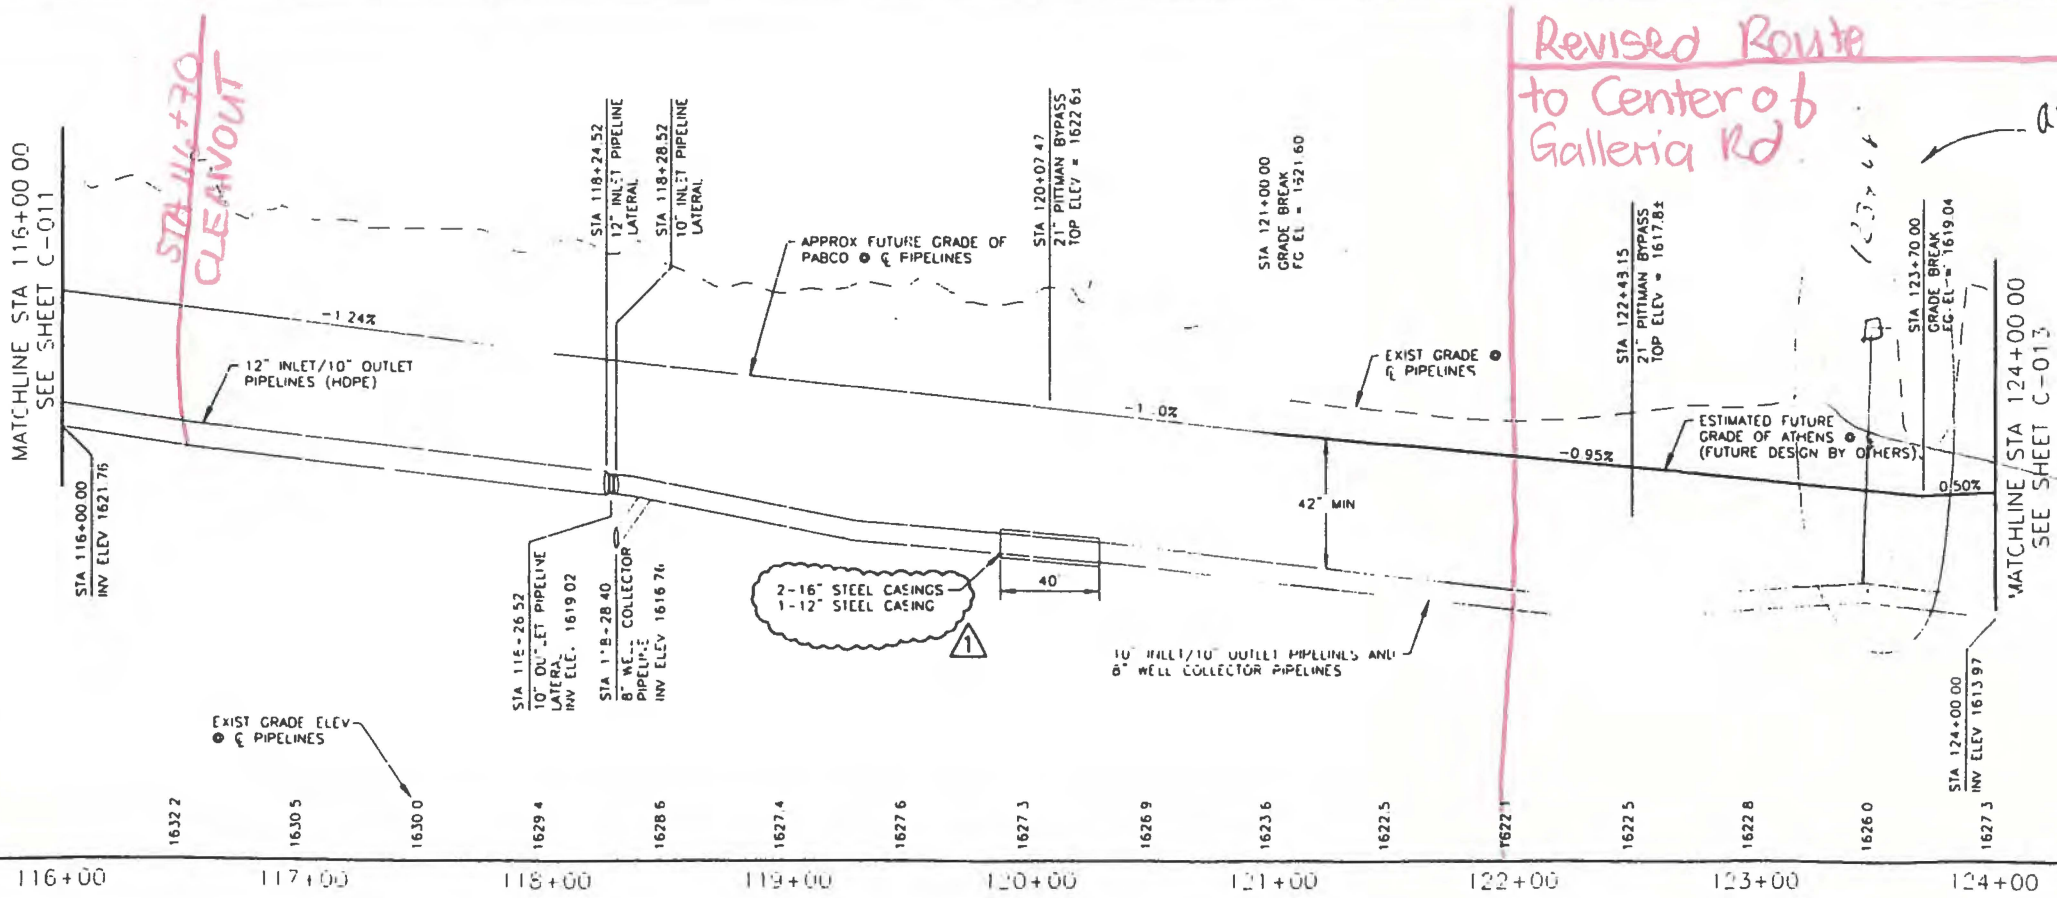 Revised Route
to Center of
Galleria Rd.
STA 116+70
CLEANOUT
MATCHLINE STA 116+00 00
SEE SHEET C-011
STA 118+24.52
12" INLET PIPELINE
LATERAL
STA 118+28.52
10" INLET PIPELINE
LATERAL
APPROX FUTURE GRADE OF
PABCO @ ℄ PIPELINES
STA 120+07.47
21" PITTMAN BYPASS
TOP ELEV = 1622 6±
STA 121+00 00
GRADE BREAK
FG EL = 1621.60
STA 122+43.15
21" PITTMAN BYPASS
TOP ELEV = 1617.8±
STA 123+70 00
GRADE BREAK
FG. EL = 1619.04
MATCHLINE STA 124+00 00
SEE SHEET C-013
-1 24%
12" INLET/10" OUTLET
PIPELINES (HDPE)
EXIST GRADE @
℄ PIPELINES
-0 95%
ESTIMATED FUTURE
GRADE OF ATHENS @
(FUTURE DESIGN BY OTHERS)
0.50%
42" MIN
STA 116+00.00
INV ELEV 1621.76
STA 118+26 52
10" OUTLET PIPELINE
LATERAL
INV ELE. 1619 02
STA 118+28 40
8" WELL COLLECTOR
PIPELINE
INV ELEV 1616 76
2-16" STEEL CASINGS
1-12" STEEL CASING
40'
1
10" INLET/10" OUTLET PIPELINES AND
8" WELL COLLECTOR PIPELINES
STA 124+00 00
INV ELEV 1613 97
EXIST GRADE ELEV
@ ℄ PIPELINES
1632 2
1630 5
1630.0
1629.4
1628.6
1627.4
1627.6
1627.3
1626.9
1623.6
1622.5
1622.1
1622.5
1622.8
1626.0
1627.3
116+00
117+00
118+00
119+00
120+00
121+00
122+00
123+00
124+00